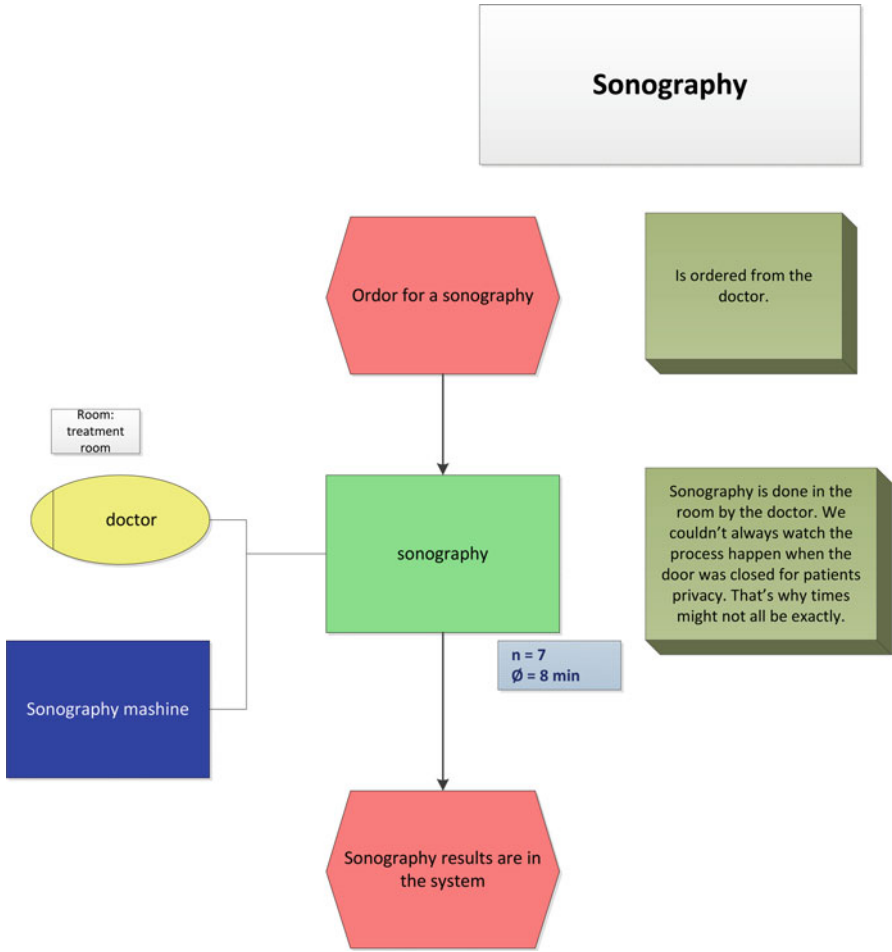 Sonography
Ordor for a sonography
Is ordered from the
doctor.
Room:
treatment
room
doctor
sonography
Sonography is done in the
room by the doctor. We
couldn't always watch the
process happen when the
door was closed for patients
privacy. That's why times
might not all be exactly.
n = 7
Ø = 8 min
Sonography mashine
Sonography results are in
the system